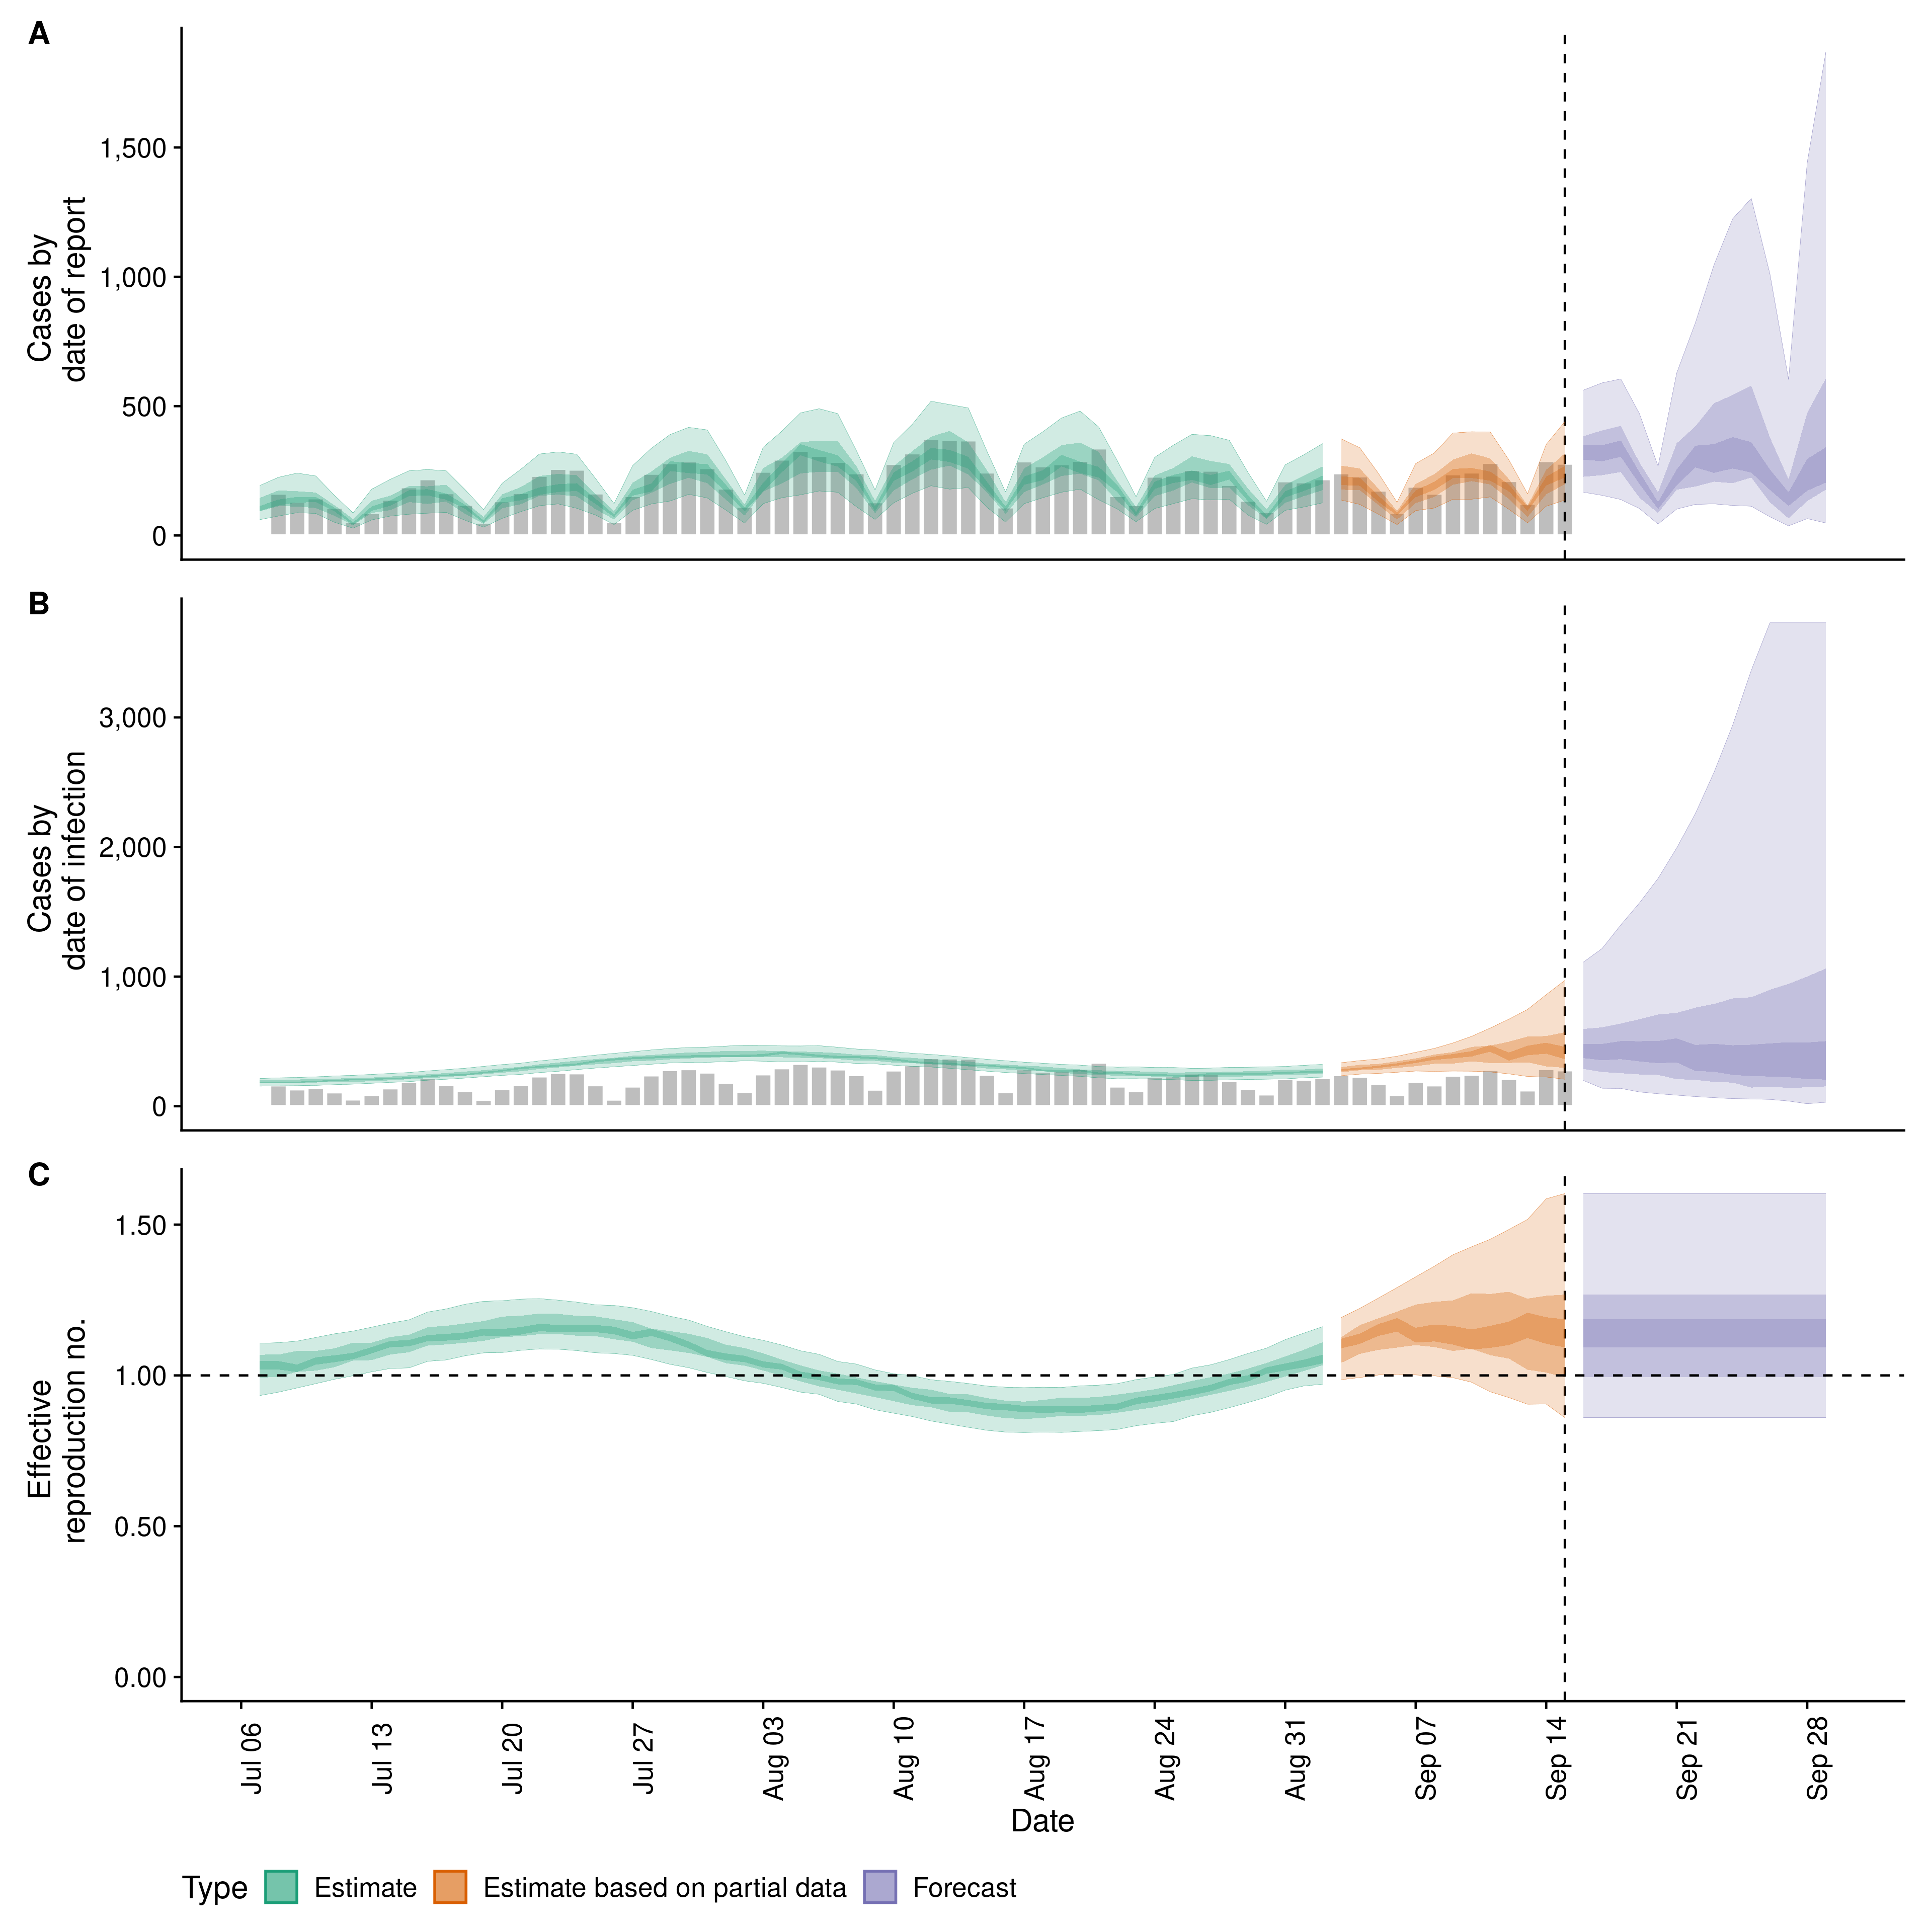 A
Cases by
date of report
1,500
1,000
500
0
B
Cases by
date of infection
3,000
2,000
1,000
0
C
Effective
reproduction no.
1.50
1.00
0.50
0.00
Jul 06
Jul 13
Jul 20
Jul 27
Aug 03
Aug 10
Aug 17
Aug 24
Aug 31
Sep 07
Sep 14
Sep 21
Sep 28
Date
Type
Estimate
Estimate based on partial data
Forecast